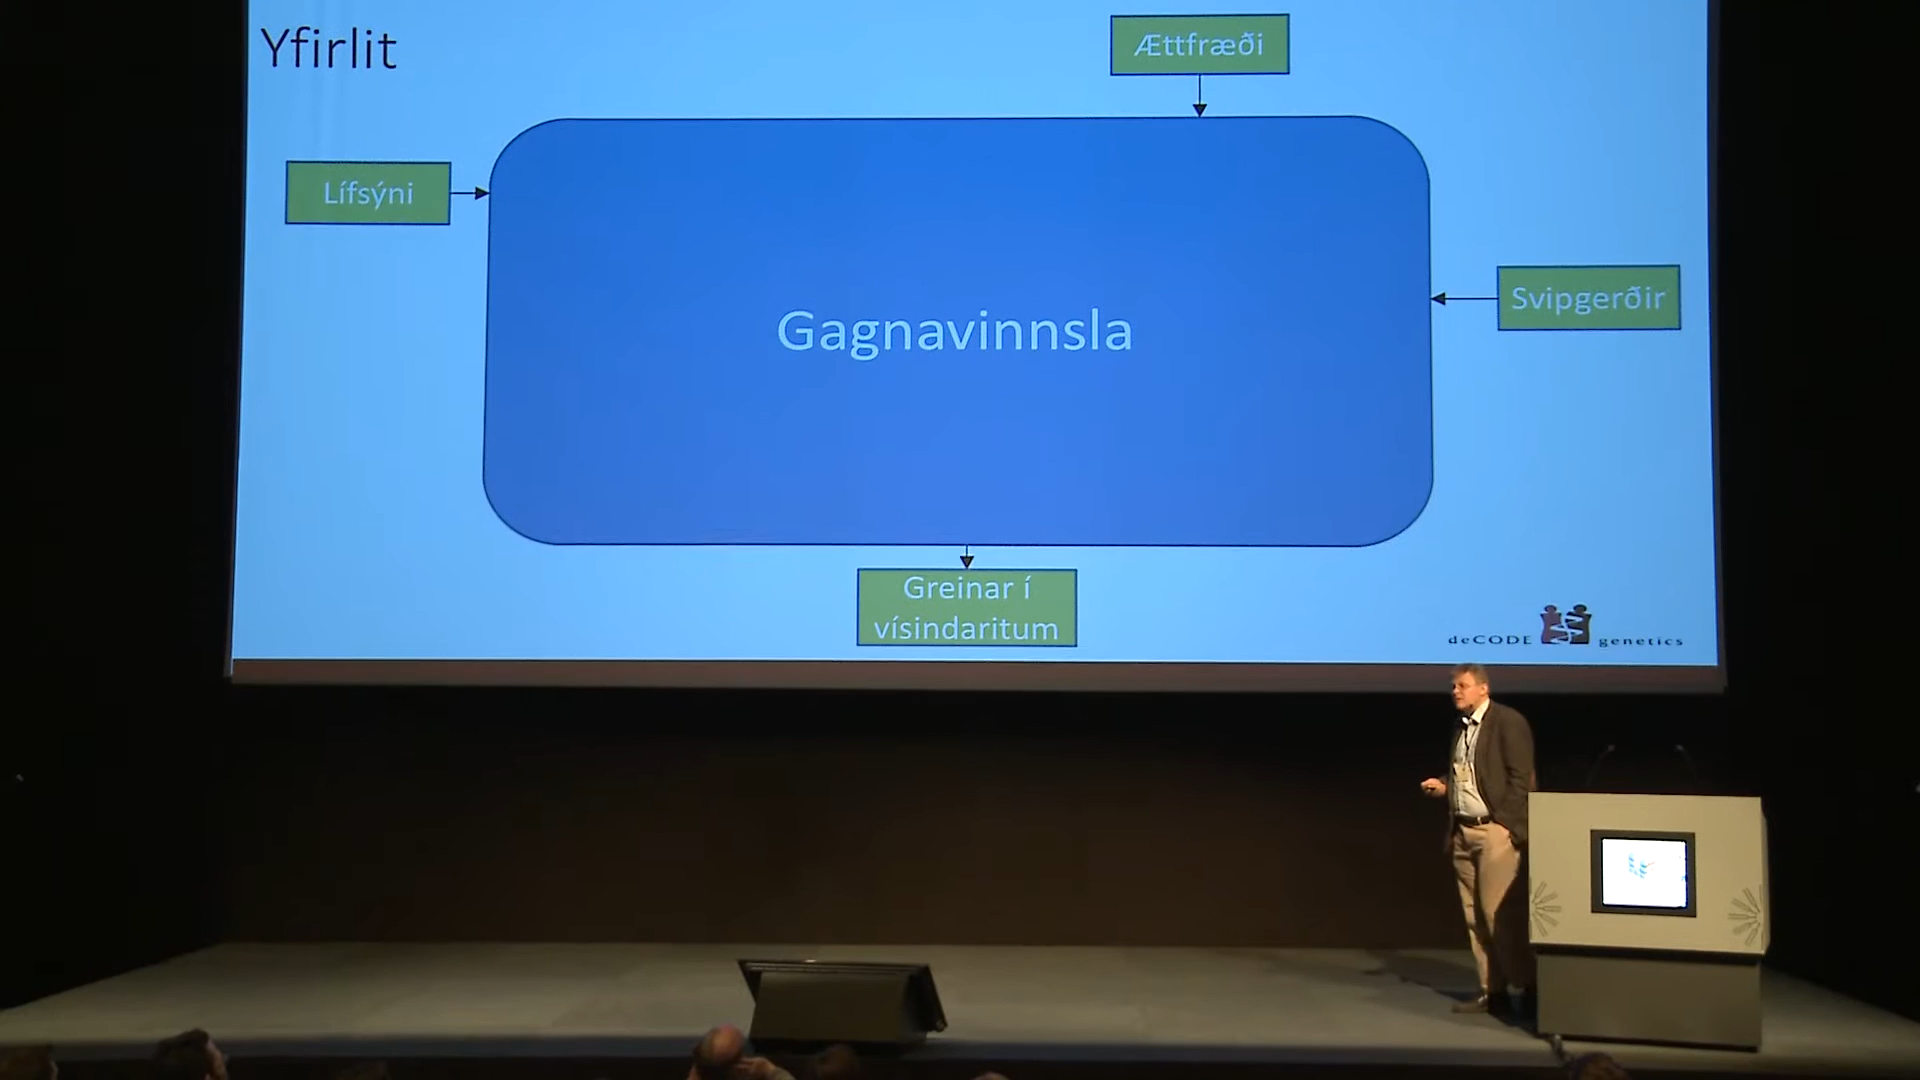 Yfirlit
Ættfræði
Lífsýni
Svipgerðir
Gagnavinnsla
Greinar í
vísindaritum
deCODE genetics